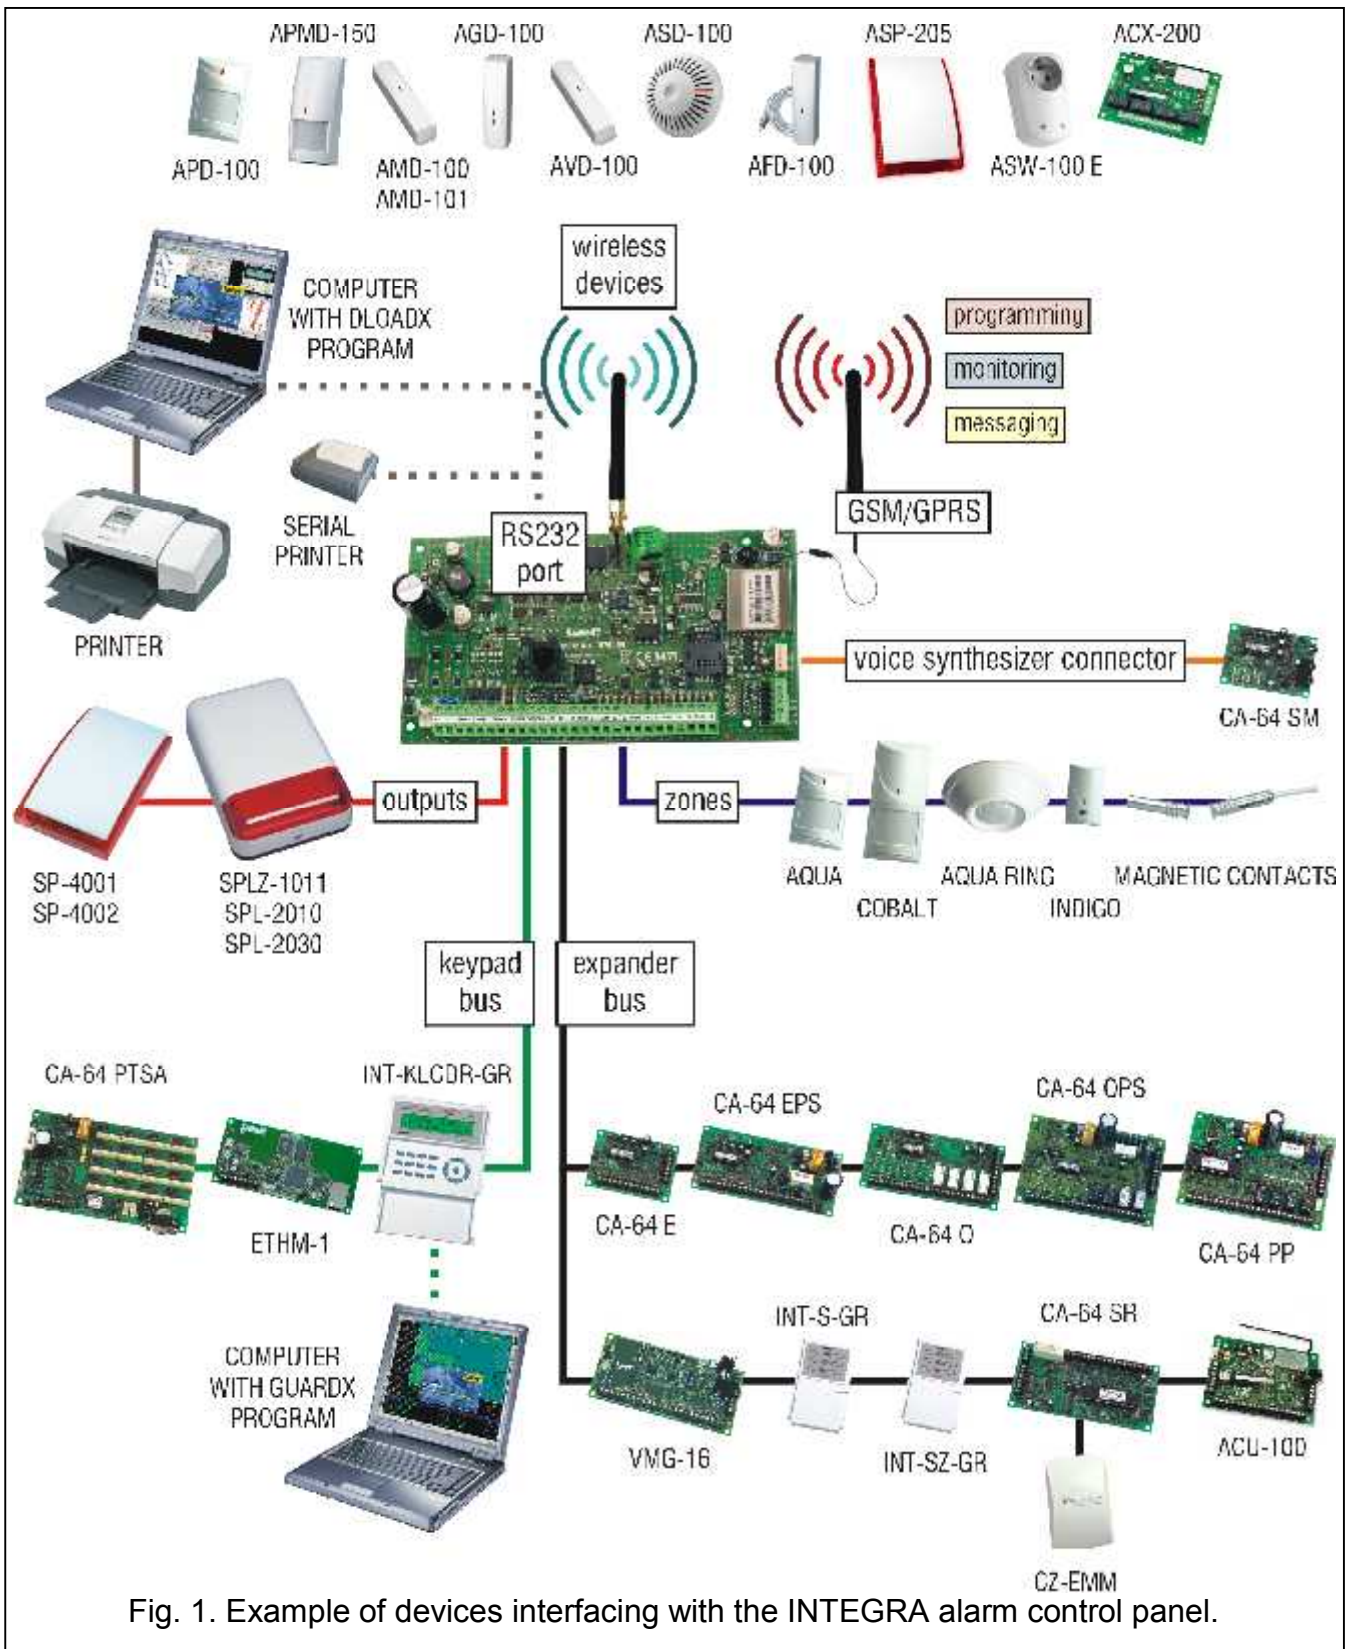 APMD-150
AGD-100
ASD-100
ASP-205
ACX-200
APD-100
AMD-100
AMD-101
AVD-100
AFD-100
ASW-100 E
wireless
devices
COMPUTER
WITH DLOADX
PROGRAM
programming
monitoring
messaging
SERIAL
PRINTER
RS232
port
GSM/GPRS
PRINTER
voice synthesizer connector
CA-64 SM
outputs
zones
SP-4001
SP-4002
SPLZ-1011
SPL-2010
SPL-2030
AQUA
COBALT
AQUA RING
INDIGO
MAGNETIC CONTACTS
keypad
bus
expander
bus
CA-64 PTSA
INT-KLCDR-GR
ETHM-1
CA-64 EPS
CA-64 OPS
CA-64 E
CA-64 O
CA-64 PP
COMPUTER
WITH GUARDX
PROGRAM
INT-S-GR
CA-64 SR
VMG-16
INT-SZ-GR
ACU-100
CZ-EMM
Fig. 1. Example of devices interfacing with the INTEGRA alarm control panel.